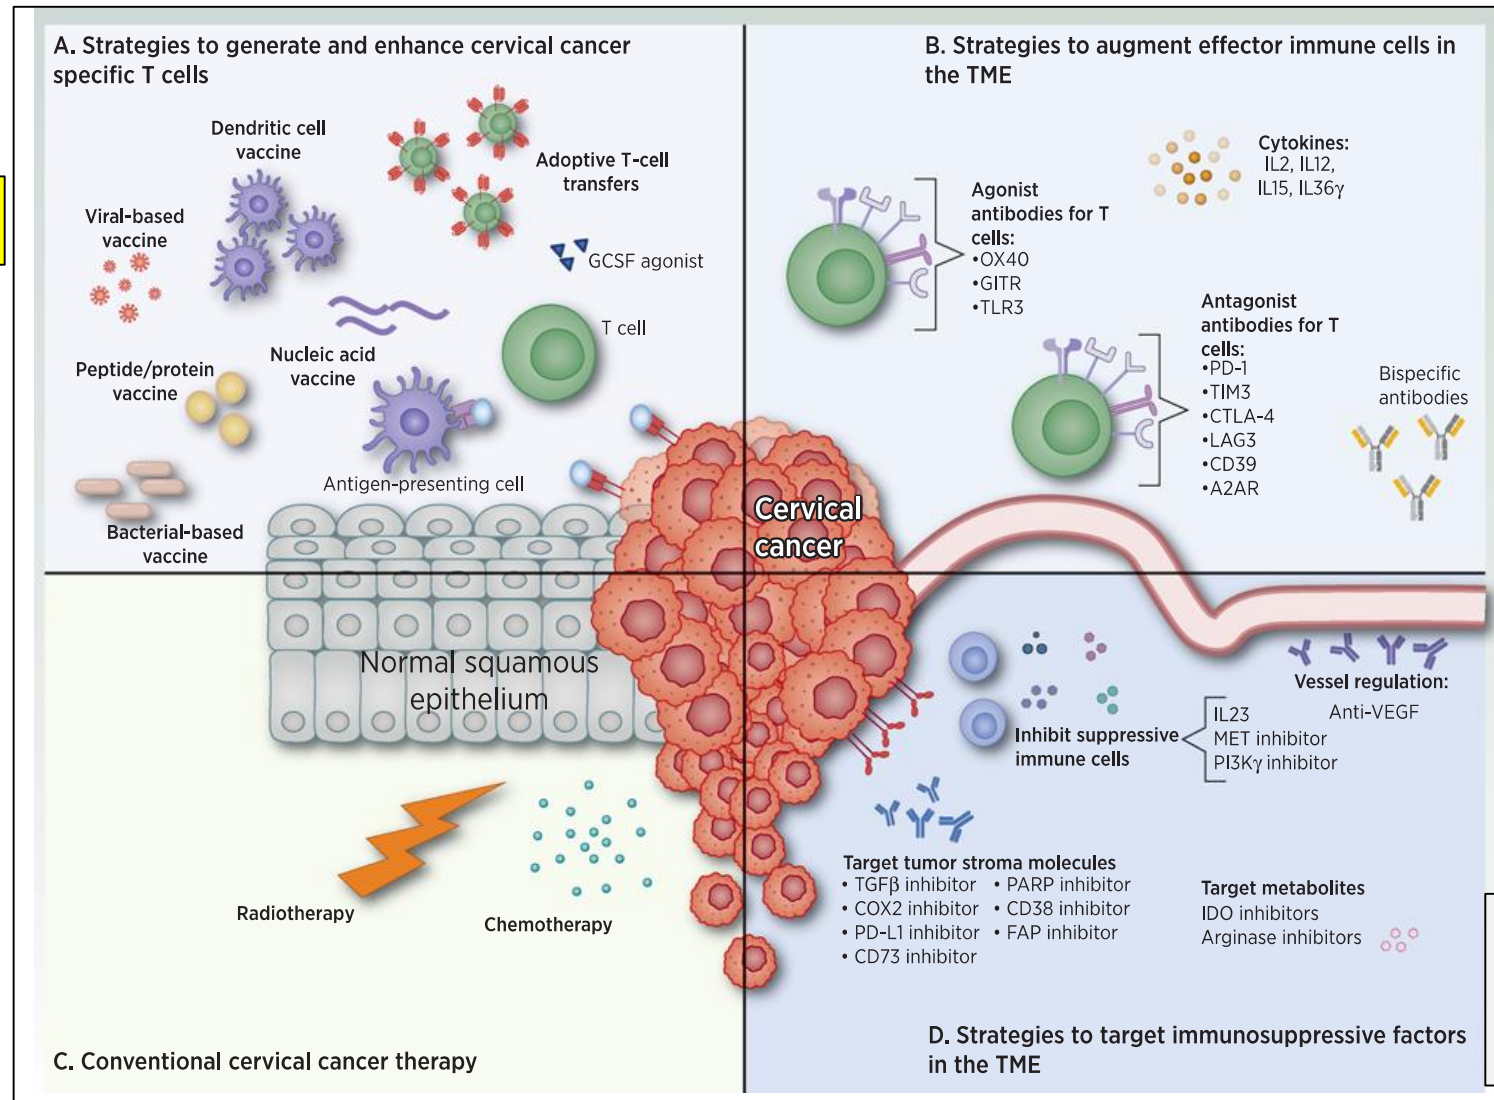 A. Strategies to generate and enhance cervical cancer
specific T cells
Dendritic cell
vaccine
Adoptive T-cell
transfers
Viral-based
vaccine
GCSF agonist
T cell
Nucleic acid
vaccine
Peptide/protein
vaccine
Antigen-presenting cell
Bacterial-based
vaccine
B. Strategies to augment effector immune cells in
the TME
Cytokines:
IL2, IL12,
IL15, IL36γ
Agonist
antibodies for T
cells:
•OX40
•GITR
•TLR3
Antagonist
antibodies for T
cells:
•PD-1
•TIM3
•CTLA-4
•LAG3
•CD39
•A2AR
Bispecific
antibodies
Cervical
cancer
Normal squamous
epithelium
Radiotherapy
Chemotherapy
C. Conventional cervical cancer therapy
Vessel regulation:
Anti-VEGF
Inhibit suppressive
immune cells
IL23
MET inhibitor
PI3Kγ inhibitor
Target tumor stroma molecules
• TGFβ inhibitor • PARP inhibitor
• COX2 inhibitor • CD38 inhibitor
• PD-L1 inhibitor • FAP inhibitor
• CD73 inhibitor
Target metabolites
IDO inhibitors
Arginase inhibitors
D. Strategies to target immunosuppressive factors
in the TME